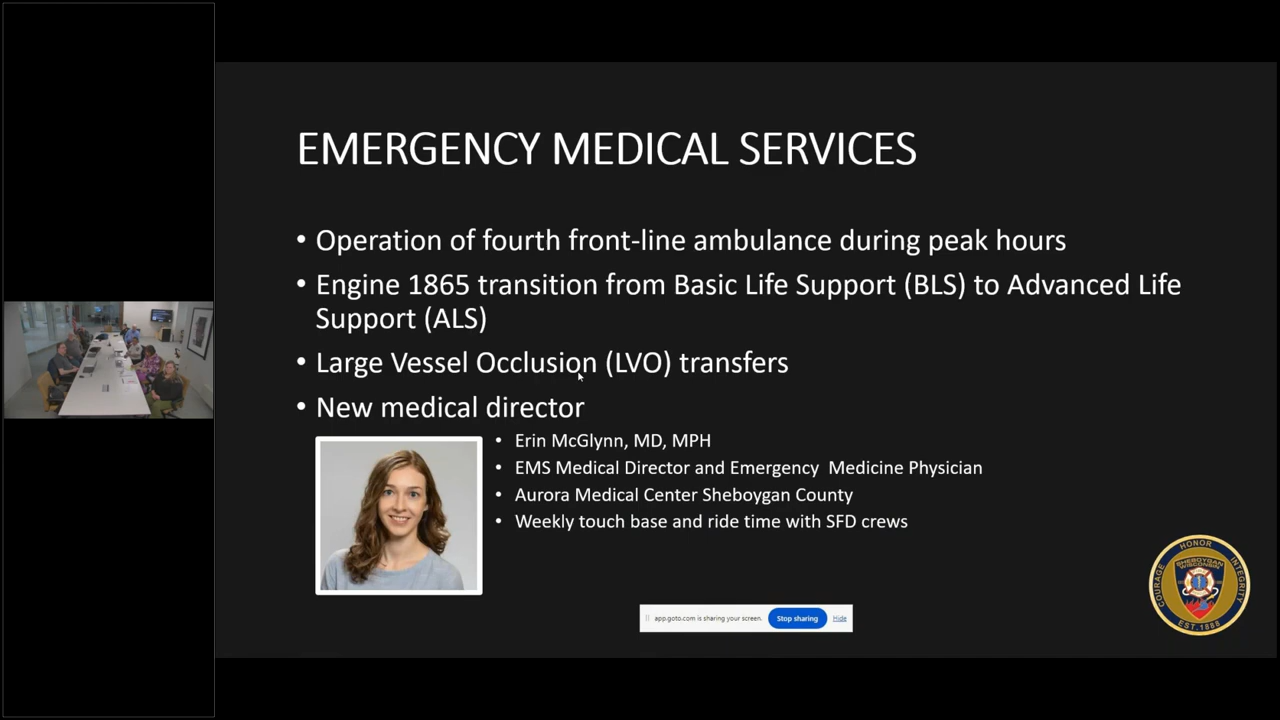 EMERGENCY MEDICAL SERVICES
• Operation of fourth front-line ambulance during peak hours
• Engine 1865 transition from Basic Life Support (BLS) to Advanced Life
Support (ALS)
• Large Vessel Occlusion (LVO) transfers
• New medical director
• Erin McGlynn, MD, MPH
• EMS Medical Director and Emergency  Medicine Physician
• Aurora Medical Center Sheboygan County
• Weekly touch base and ride time with SFD crews
HONOR
COURAGE
INTEGRITY
SHEBOYGAN
WISCONSIN
EST. 1888
app.goto.com is sharing your screen.
Stop sharing
Hide